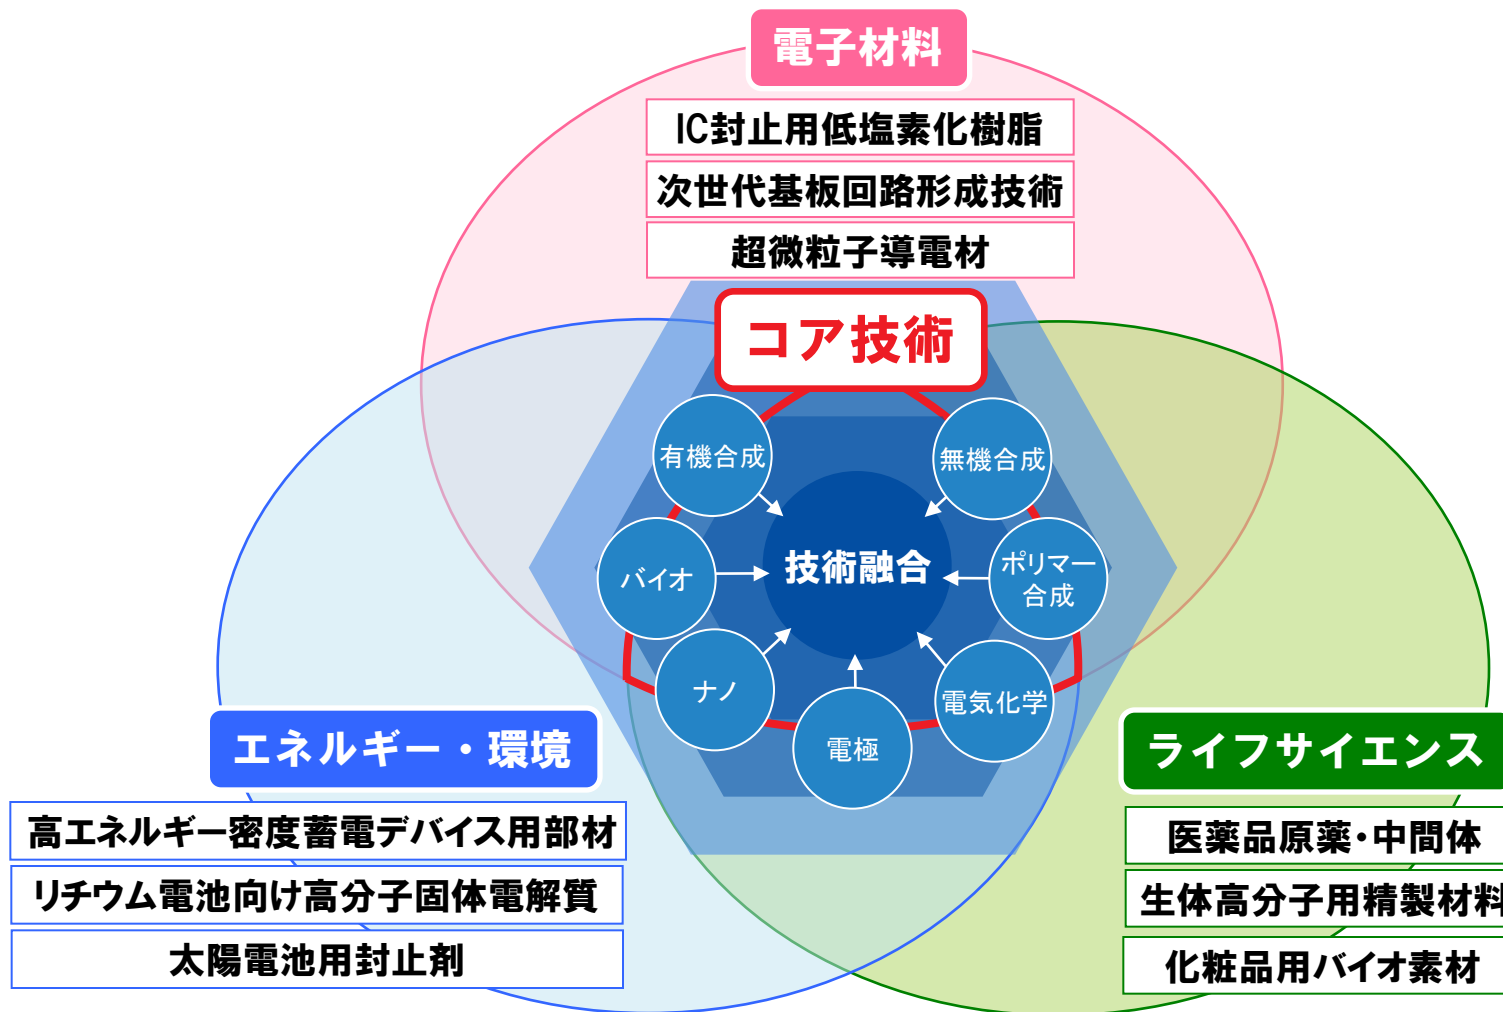 電子材料
IC封止用低塩素化樹脂
次世代基板回路形成技術
超微粒子導電材
コア技術
有機合成
無機合成
バイオ
技術融合
ポリマー
合成
ナノ
電気化学
電極
エネルギー・環境
高エネルギー密度蓄電デバイス用部材
リチウム電池向け高分子固体電解質
太陽電池用封止剤
ライフサイエンス
医薬品原薬・中間体
生体高分子用精製材料
化粧品用バイオ素材